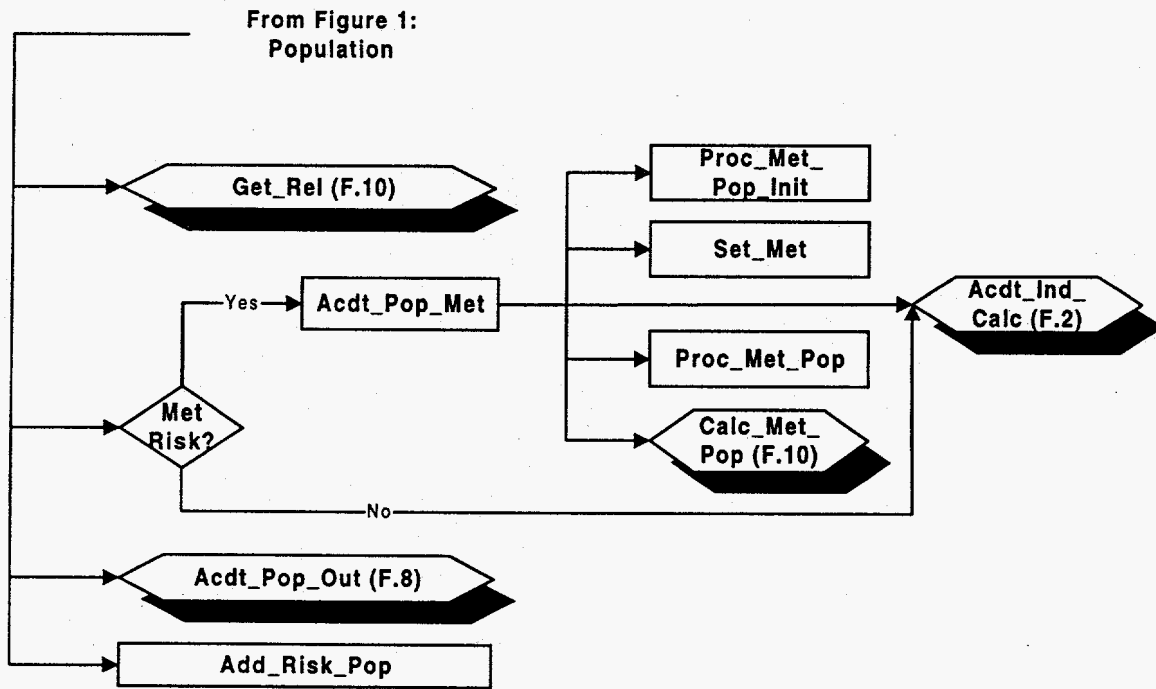 From Figure 1:
Population
Get_Rel (F.10)
Proc_Met_
Pop_Init
Set_Met
Yes
Acdt_Pop_Met
Acdt_Ind_
Calc (F.2)
Proc_Met_Pop
Met
Risk?
Calc_Met_
Pop (F.10)
No
Acdt_Pop_Out (F.8)
Add_Risk_Pop